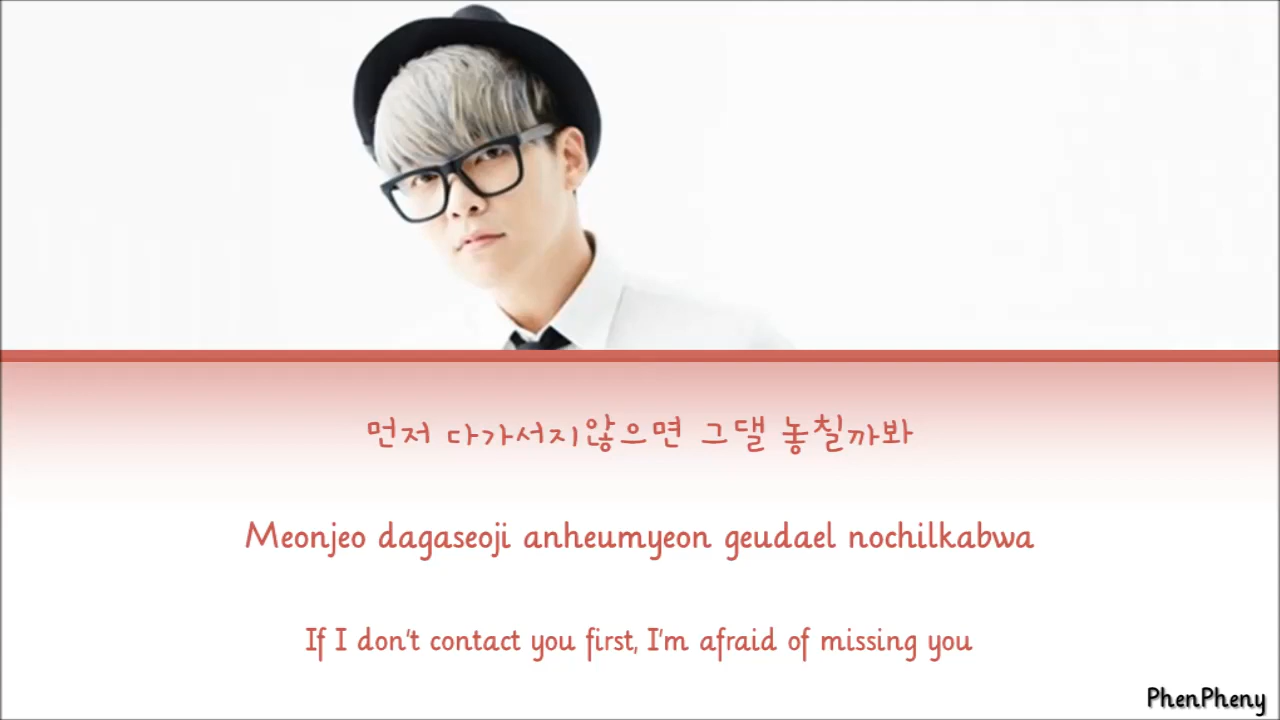 먼저 다가서지않으면 그댈 놓칠까봐
Meonjeo dagaseoji anheumyeon geudael nochilkabwa
If I don't contact you first, I'm afraid of missing you
PhenPheny